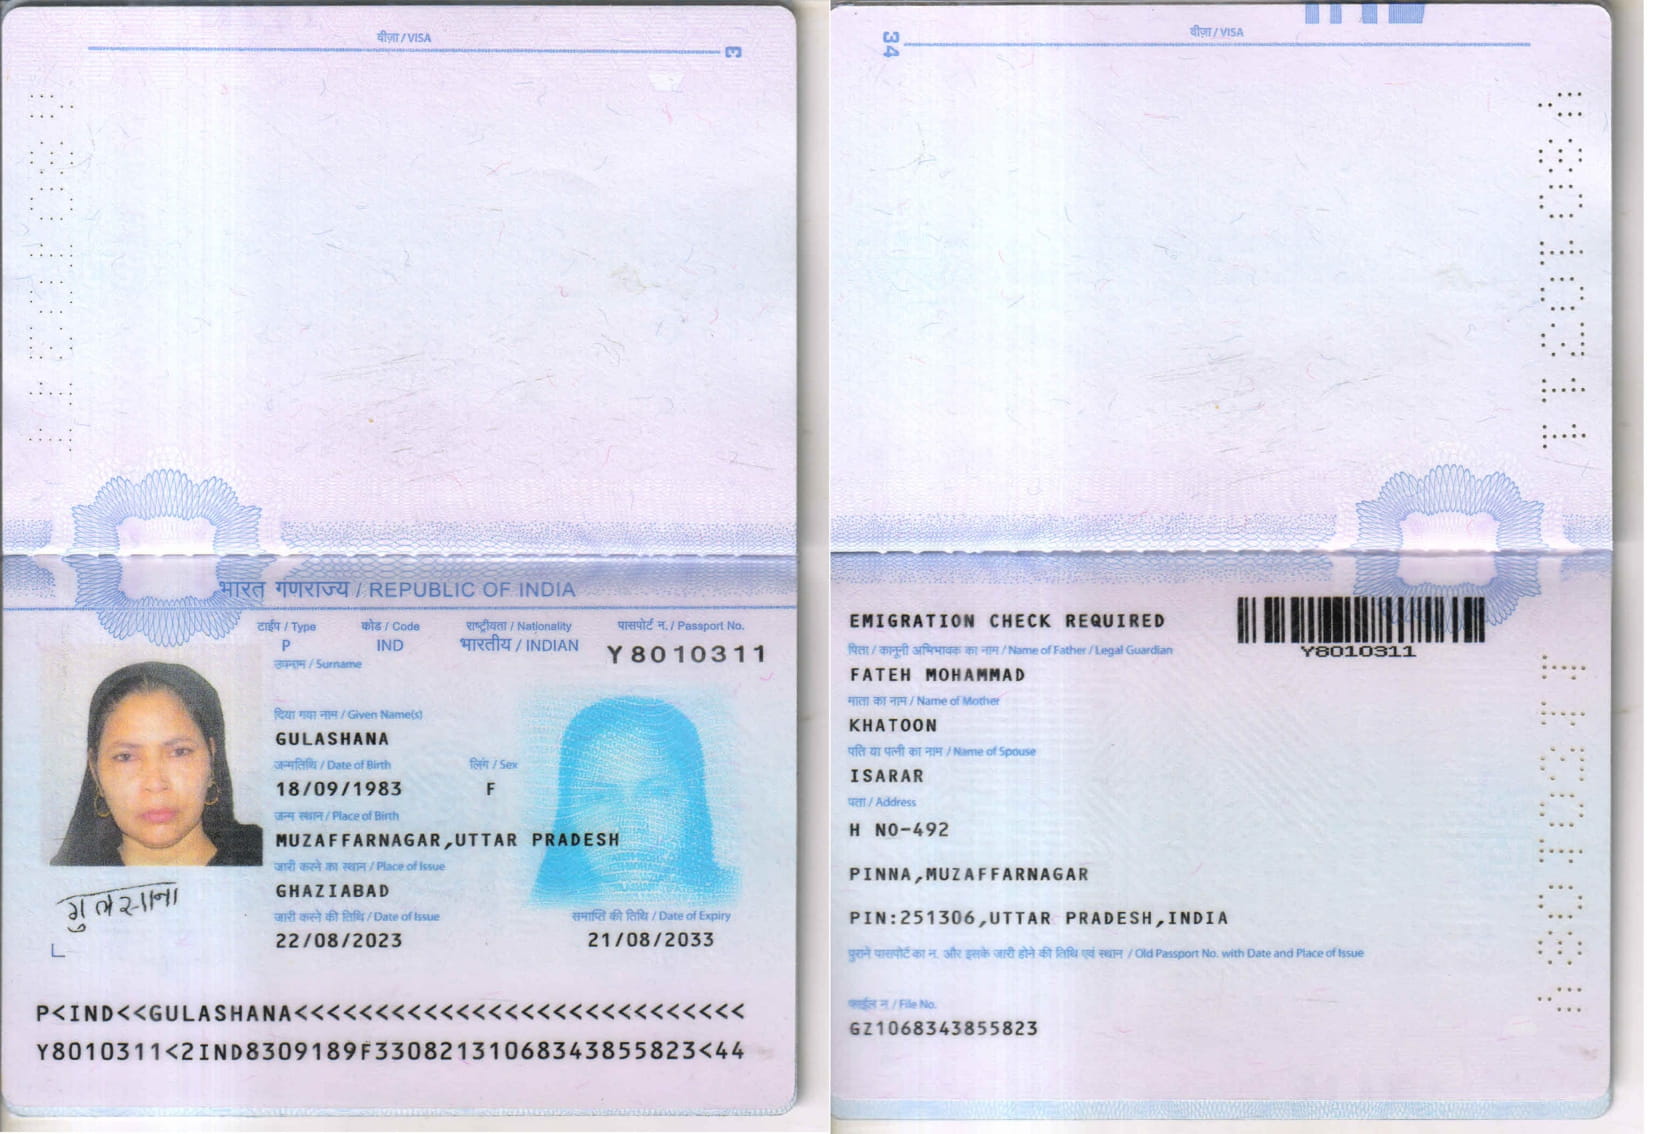 वीज़ा / VISA
3
भारत गणराज्य / REPUBLIC OF INDIA
टाईप / Type
कोड / Code
राष्ट्रीयता / Nationality
पासपोर्ट न. / Passport No.
P
IND
भारतीय / INDIAN
Y8010311
उपनाम / Surname
दिया गया नाम / Given Name(s)
GULASHANA
जन्मतिथि / Date of Birth
लिंग / Sex
18/09/1983
F
जन्म स्थान / Place of Birth
MUZAFFARNAGAR,UTTAR PRADESH
जारी करने का स्थान / Place of Issue
GHAZIABAD
जारी करने की तिथि / Date of Issue
समाप्ति की तिथि / Date of Expiry
22/08/2023
21/08/2033
गुलसाना
P<IND<<GULASHANA<<<<<<<<<<<<<<<<<<<<<<<<<<<<
Y8010311<2IND8309189F33082131068343855823<44
34
वीज़ा / VISA
Y8010311
EMIGRATION CHECK REQUIRED
Y8010311
पिता / कानूनी अभिभावक का नाम / Name of Father / Legal Guardian
FATEH MOHAMMAD
माता का नाम / Name of Mother
KHATOON
पति या पत्नी का नाम / Name of Spouse
ISARAR
पता / Address
H NO-492
PINNA,MUZAFFARNAGAR
PIN:251306,UTTAR PRADESH,INDIA
पुराने पासपोर्ट का न. और इसके जारी होने की तिथि एवं स्थान / Old Passport No. with Date and Place of Issue
फाईल न / File No.
GZ1068343855823
Y8010311